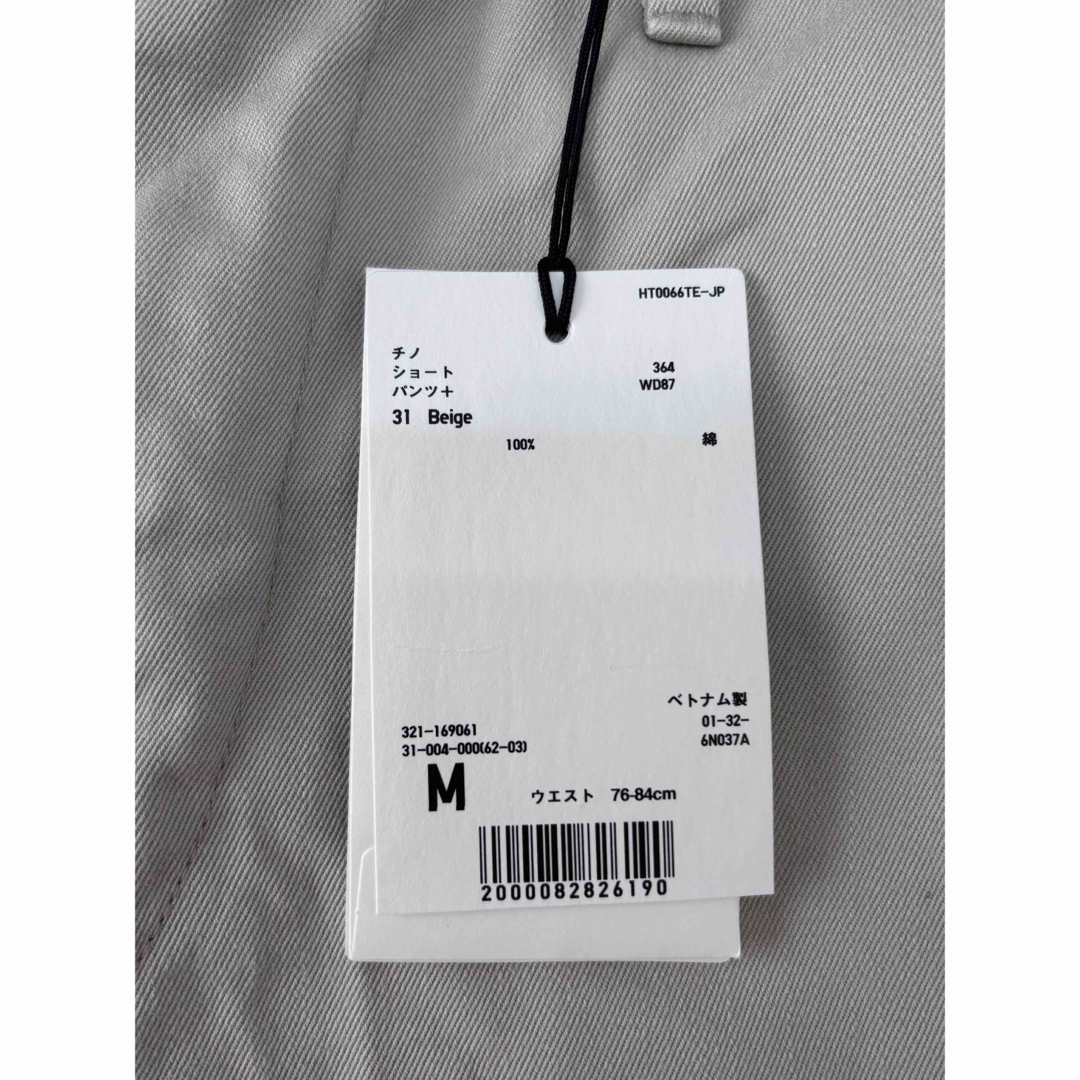 HT0066TE-JP
チノ
ショート
パンツ+
364
WD87
31 Beige
100% 綿
ベトナム製
01-32-
6N037A
321-169061
31-004-000(62-03)
M ウエスト 76-84cm
2000082826190